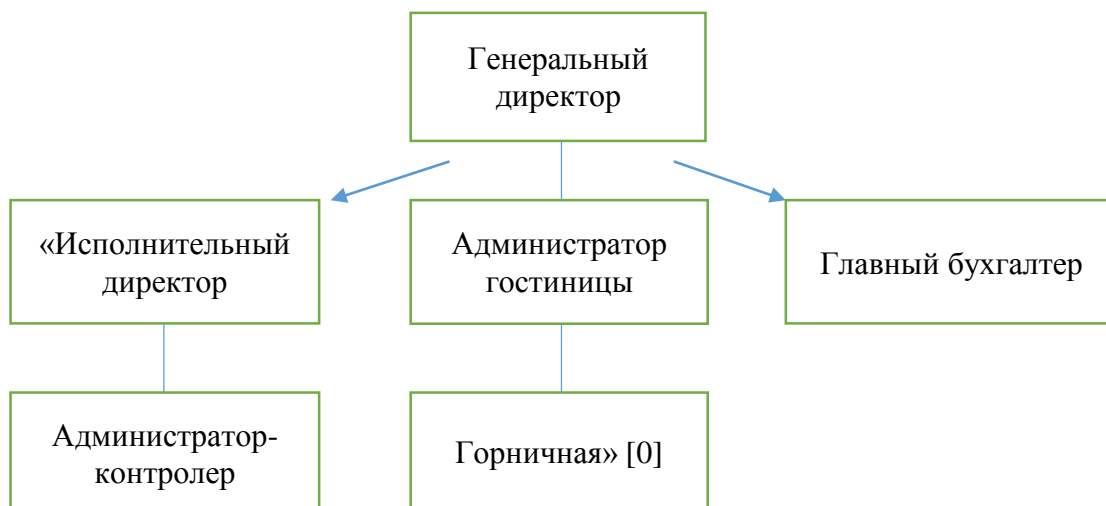 Генеральный
директор
«Исполнительный
директор
Администратор
гостиницы
Главный бухгалтер
Администратор-
контролер
Горничная» [0]